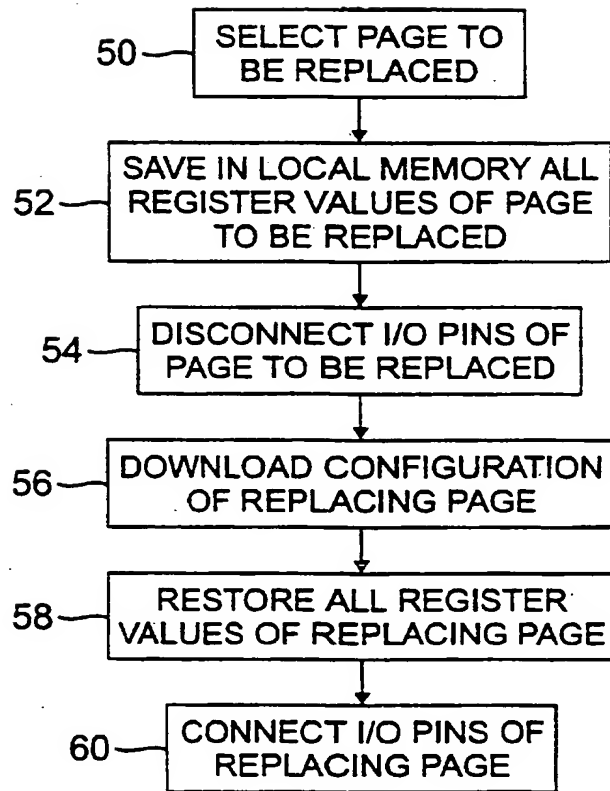 50
SELECT PAGE TO
BE REPLACED
52
SAVE IN LOCAL MEMORY ALL
REGISTER VALUES OF PAGE
TO BE REPLACED
54
DISCONNECT I/O PINS OF
PAGE TO BE REPLACED
56
DOWNLOAD CONFIGURATION
OF REPLACING PAGE
58
RESTORE ALL REGISTER
VALUES OF REPLACING PAGE
60
CONNECT I/O PINS OF
REPLACING PAGE